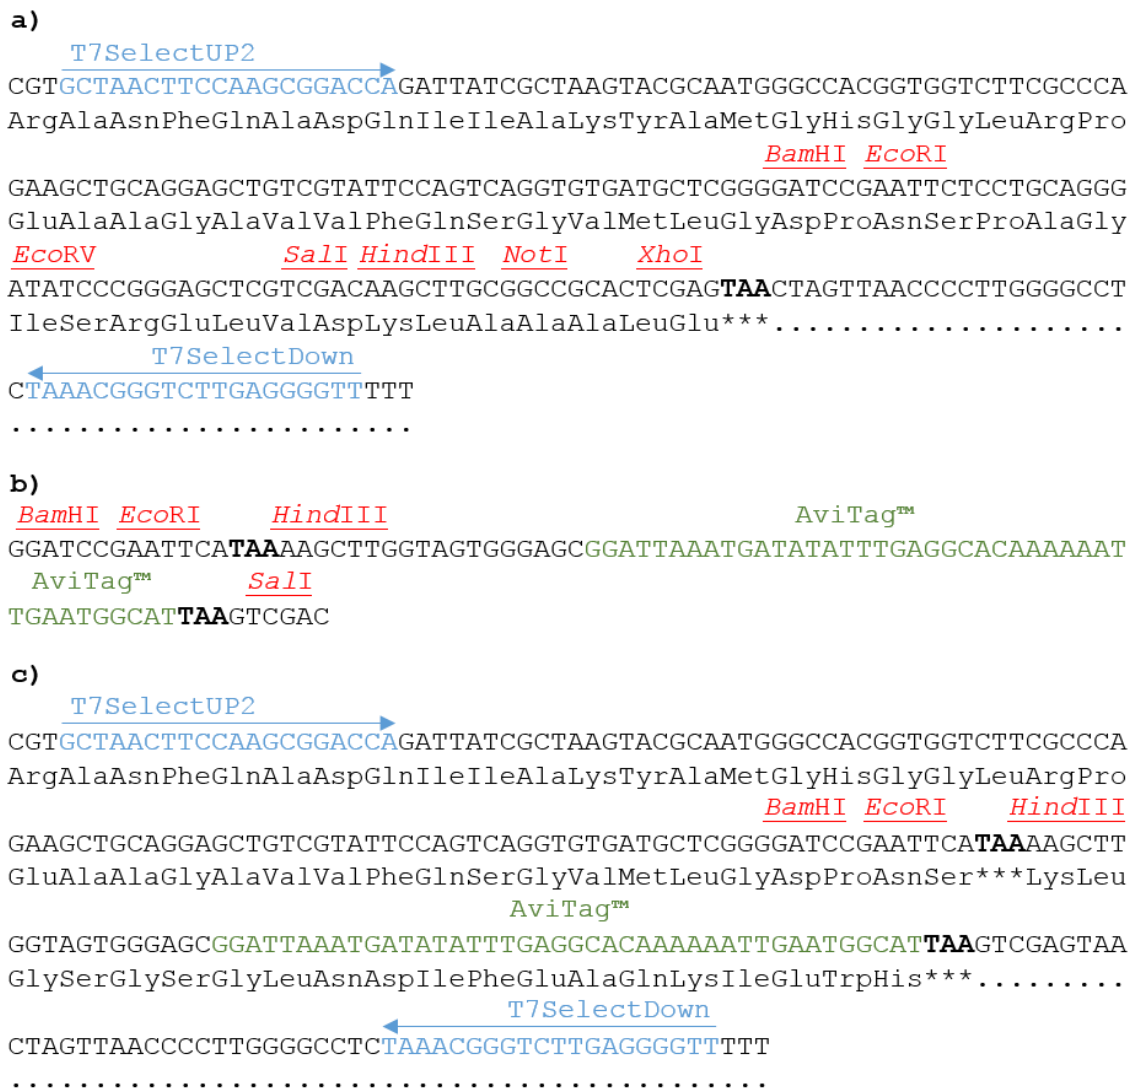 a)
T7SelectUP2
CGTGCTAACTTCCAAGCGGACCAGATTATCGCTAAGTACGCAATGGGCCACGGTGGTCTTCGCCCA
ArgAlaAsnPheGlnAlaAspGlnIleIleAlaLysTyrAlaMetGlyHisGlyGlyLeuArgPro
BamHI EcoRI
GAAGCTGCAGGAGCTGTCGTATTCCAGTCAGGTGTGATGCTCGGGGATCCGAATTCTCCTGCAGGG
GluAlaAlaGlyAlaValValPheGlnSerGlyValMetLeuGlyAspProAsnSerProAlaGly
EcoRV SalI HindIII NotI XhoI
ATATCCCGGGAGCTCGTCGACAAGCTTGCGGCCGCACTCGAGTAACTAGTTAACCCCTTGGGGCCT
IleSerArgGluLeuValAspLysLeuAlaAlaAlaLeuGlu***.....................
T7SelectDown
CTAAACGGGTCTTGAGGGGTTTTT
........................
b)
BamHI EcoRI HindIII AviTag™
GGATCCGAATTCATAAAAGCTTGGTAGTGGGAGCGGATTAAATGATATATTTGAGGCACAAAAAAT
AviTag™ SalI
TGAATGGCATTAAGTCGAC
c)
T7SelectUP2
CGTGCTAACTTCCAAGCGGACCAGATTATCGCTAAGTACGCAATGGGCCACGGTGGTCTTCGCCCA
ArgAlaAsnPheGlnAlaAspGlnIleIleAlaLysTyrAlaMetGlyHisGlyGlyLeuArgPro
BamHI EcoRI HindIII
GAAGCTGCAGGAGCTGTCGTATTCCAGTCAGGTGTGATGCTCGGGGATCCGAATTCATAAAAGCTT
GluAlaAlaGlyAlaValValPheGlnSerGlyValMetLeuGlyAspProAsnSer***LysLeu
AviTag™
GGTAGTGGGAGCGGATTAAATGATATATTTGAGGCACAAAAAATTGAATGGCATTAAGTCGAGTAA
GlySerGlySerGlyLeuAsnAspIlePheGluAlaGlnLysIleGluTrpHis***.........
T7SelectDown
CTAGTTAACCCCTTGGGGCCTCTAAACGGGTCTTGAGGGGTTTTT
.............................................